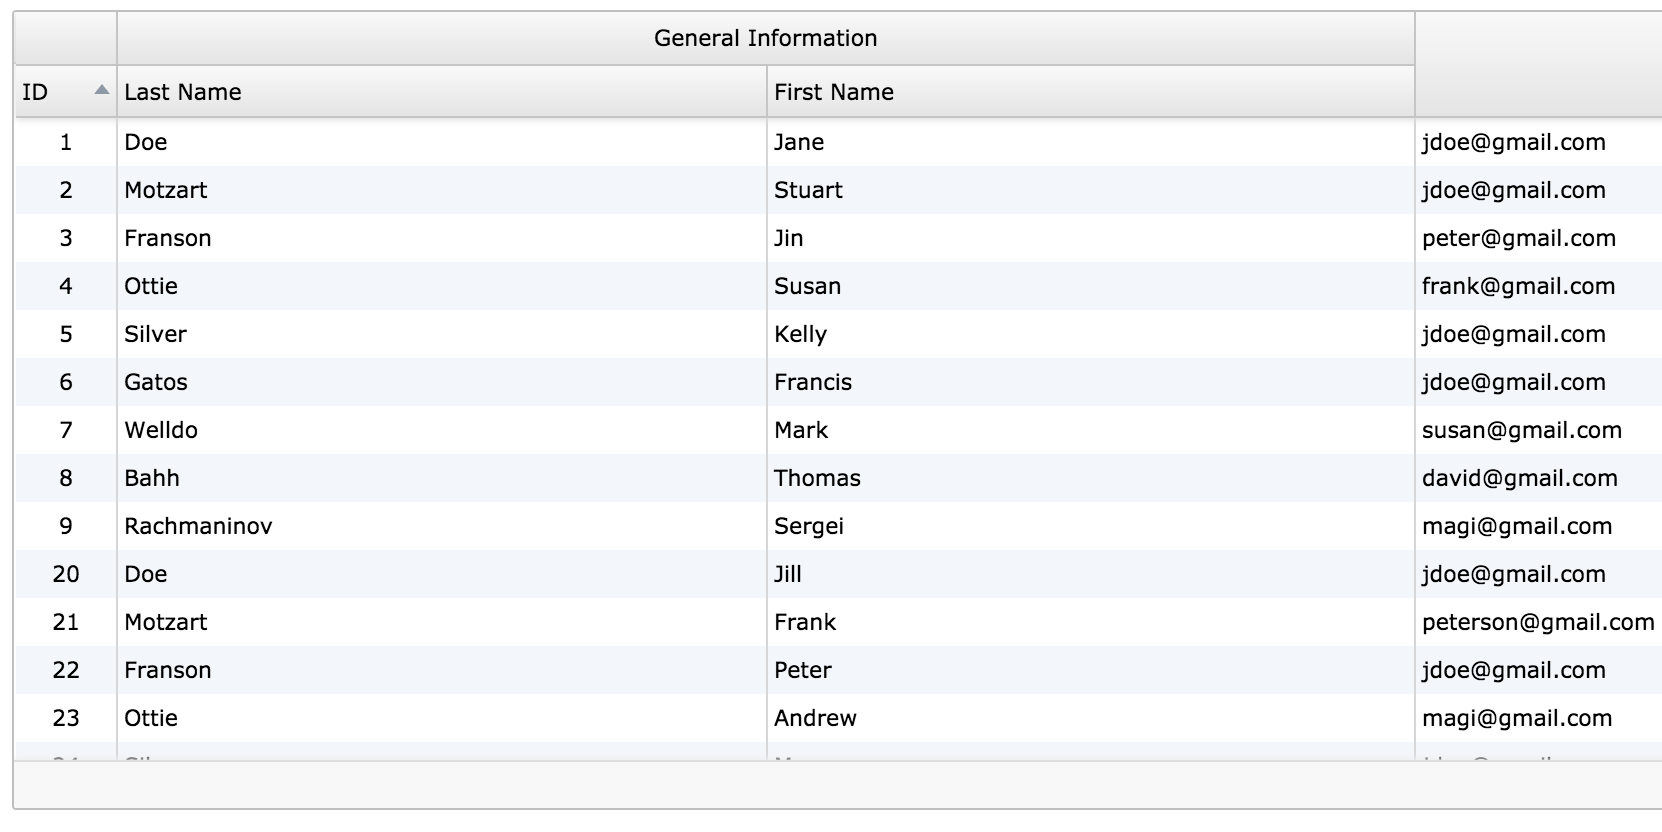 General Information
ID Last Name First Name
1 Doe Jane jdoe@gmail.com
2 Motzart Stuart jdoe@gmail.com
3 Franson Jin peter@gmail.com
4 Ottie Susan frank@gmail.com
5 Silver Kelly jdoe@gmail.com
6 Gatos Francis jdoe@gmail.com
7 Welldo Mark susan@gmail.com
8 Bahh Thomas david@gmail.com
9 Rachmaninov Sergei magi@gmail.com
20 Doe Jill jdoe@gmail.com
21 Motzart Frank peterson@gmail.com
22 Franson Peter jdoe@gmail.com
23 Ottie Andrew magi@gmail.com